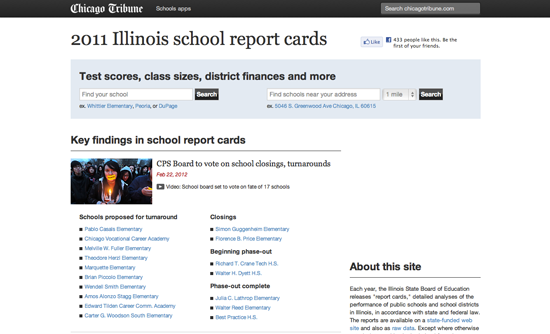 Chicago Tribune
Schools apps
Search chicagotribune.com
2011 Illinois school report cards
Like
433 people like this. Be the
first of your friends.
Test scores, class sizes, district finances and more
Find your school
Search
Find schools near your address
1 mile
Search
ex. Whittier Elementary, Peoria, or DuPage
ex. 5046 S. Greenwood Ave Chicago, IL 60615
Key findings in school report cards
CPS Board to vote on school closings, turnarounds
Feb 22, 2012
Video: School board set to vote on fate of 17 schools
Schools proposed for turnaround
Pablo Casals Elementary
Chicago Vocational Career Academy
Melville W. Fuller Elementary
Theodore Herzl Elementary
Marquette Elementary
Brian Piccolo Elementary
Wendell Smith Elementary
Amos Alonzo Stagg Elementary
Edward Tilden Career Comm. Academy
Carter G. Woodson South Elementary
Closings
Simon Guggenheim Elementary
Florence B. Price Elementary
Beginning phase-out
Richard T. Crane Tech H.S.
Walter H. Dyett H.S.
Phase-out complete
Julia C. Lathrop Elementary
Walter Reed Elementary
Best Practice H.S.
About this site
Each year, the Illinois State Board of Education
releases "report cards," detailed analyses of the
performance of public schools and school districts
in Illinois, in accordance with state and federal law.
The reports are available on a state-funded web
site and also as raw data. Except where otherwise